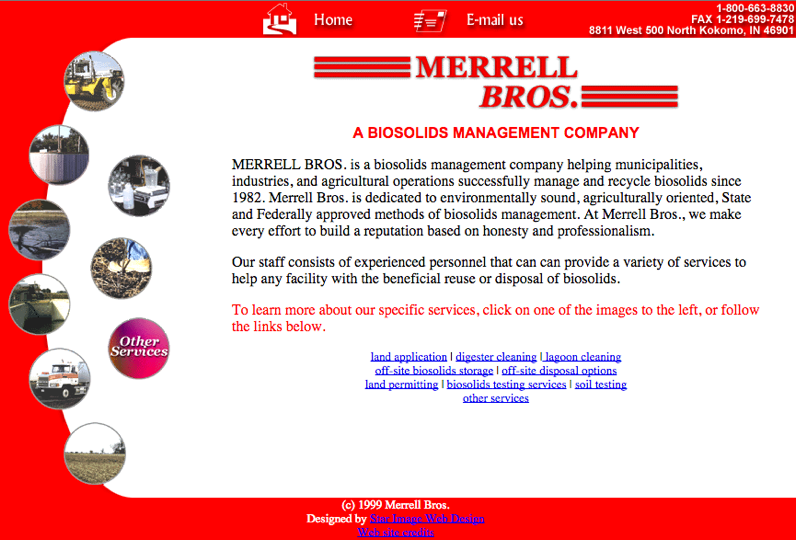 Home
E-mail us
1-800-663-8830
FAX 1-219-699-7478
8811 West 500 North Kokomo, IN 46901
MERRELL
BROS.
A BIOSOLIDS MANAGEMENT COMPANY
MERRELL BROS. is a biosolids management company helping municipalities,
industries, and agricultural operations successfully manage and recycle biosolids since
1982. Merrell Bros. is dedicated to environmentally sound, agriculturally oriented, State
and Federally approved methods of biosolids management. At Merrell Bros., we make
every effort to build a reputation based on honesty and professionalism.
Our staff consists of experienced personnel that can can provide a variety of services to
help any facility with the beneficial reuse or disposal of biosolids.
To learn more about our specific services, click on one of the images to the left, or follow
the links below.
Other
Services
land application | digester cleaning | lagoon cleaning
off-site biosolids storage | off-site disposal options
land permitting | biosolids testing services | soil testing
other services
(c) 1999 Merrell Bros.
Designed by Star Image Web Design
Web site credits